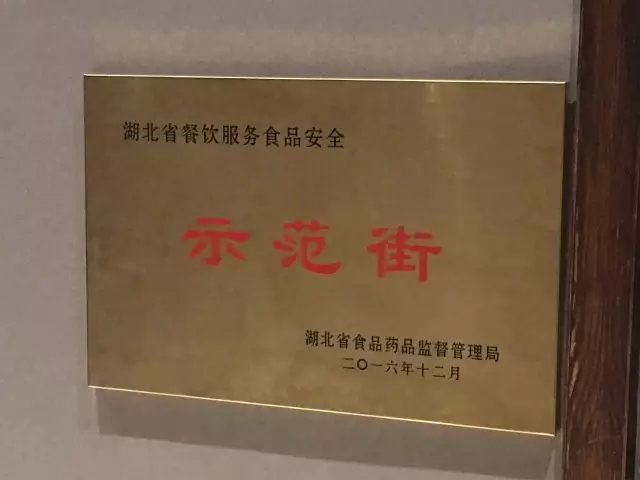 湖北省餐饮服务食品安全
示范街
湖北省食品药品监督管理局
二〇一六年十二月